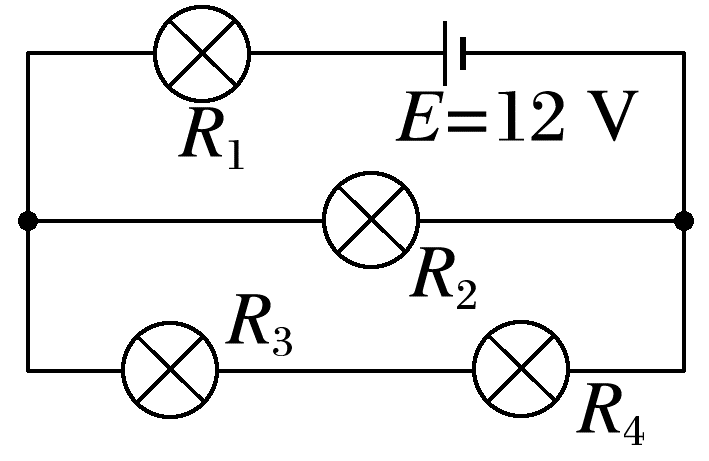 R₁
E=12 V
R₂
R₃
R₄